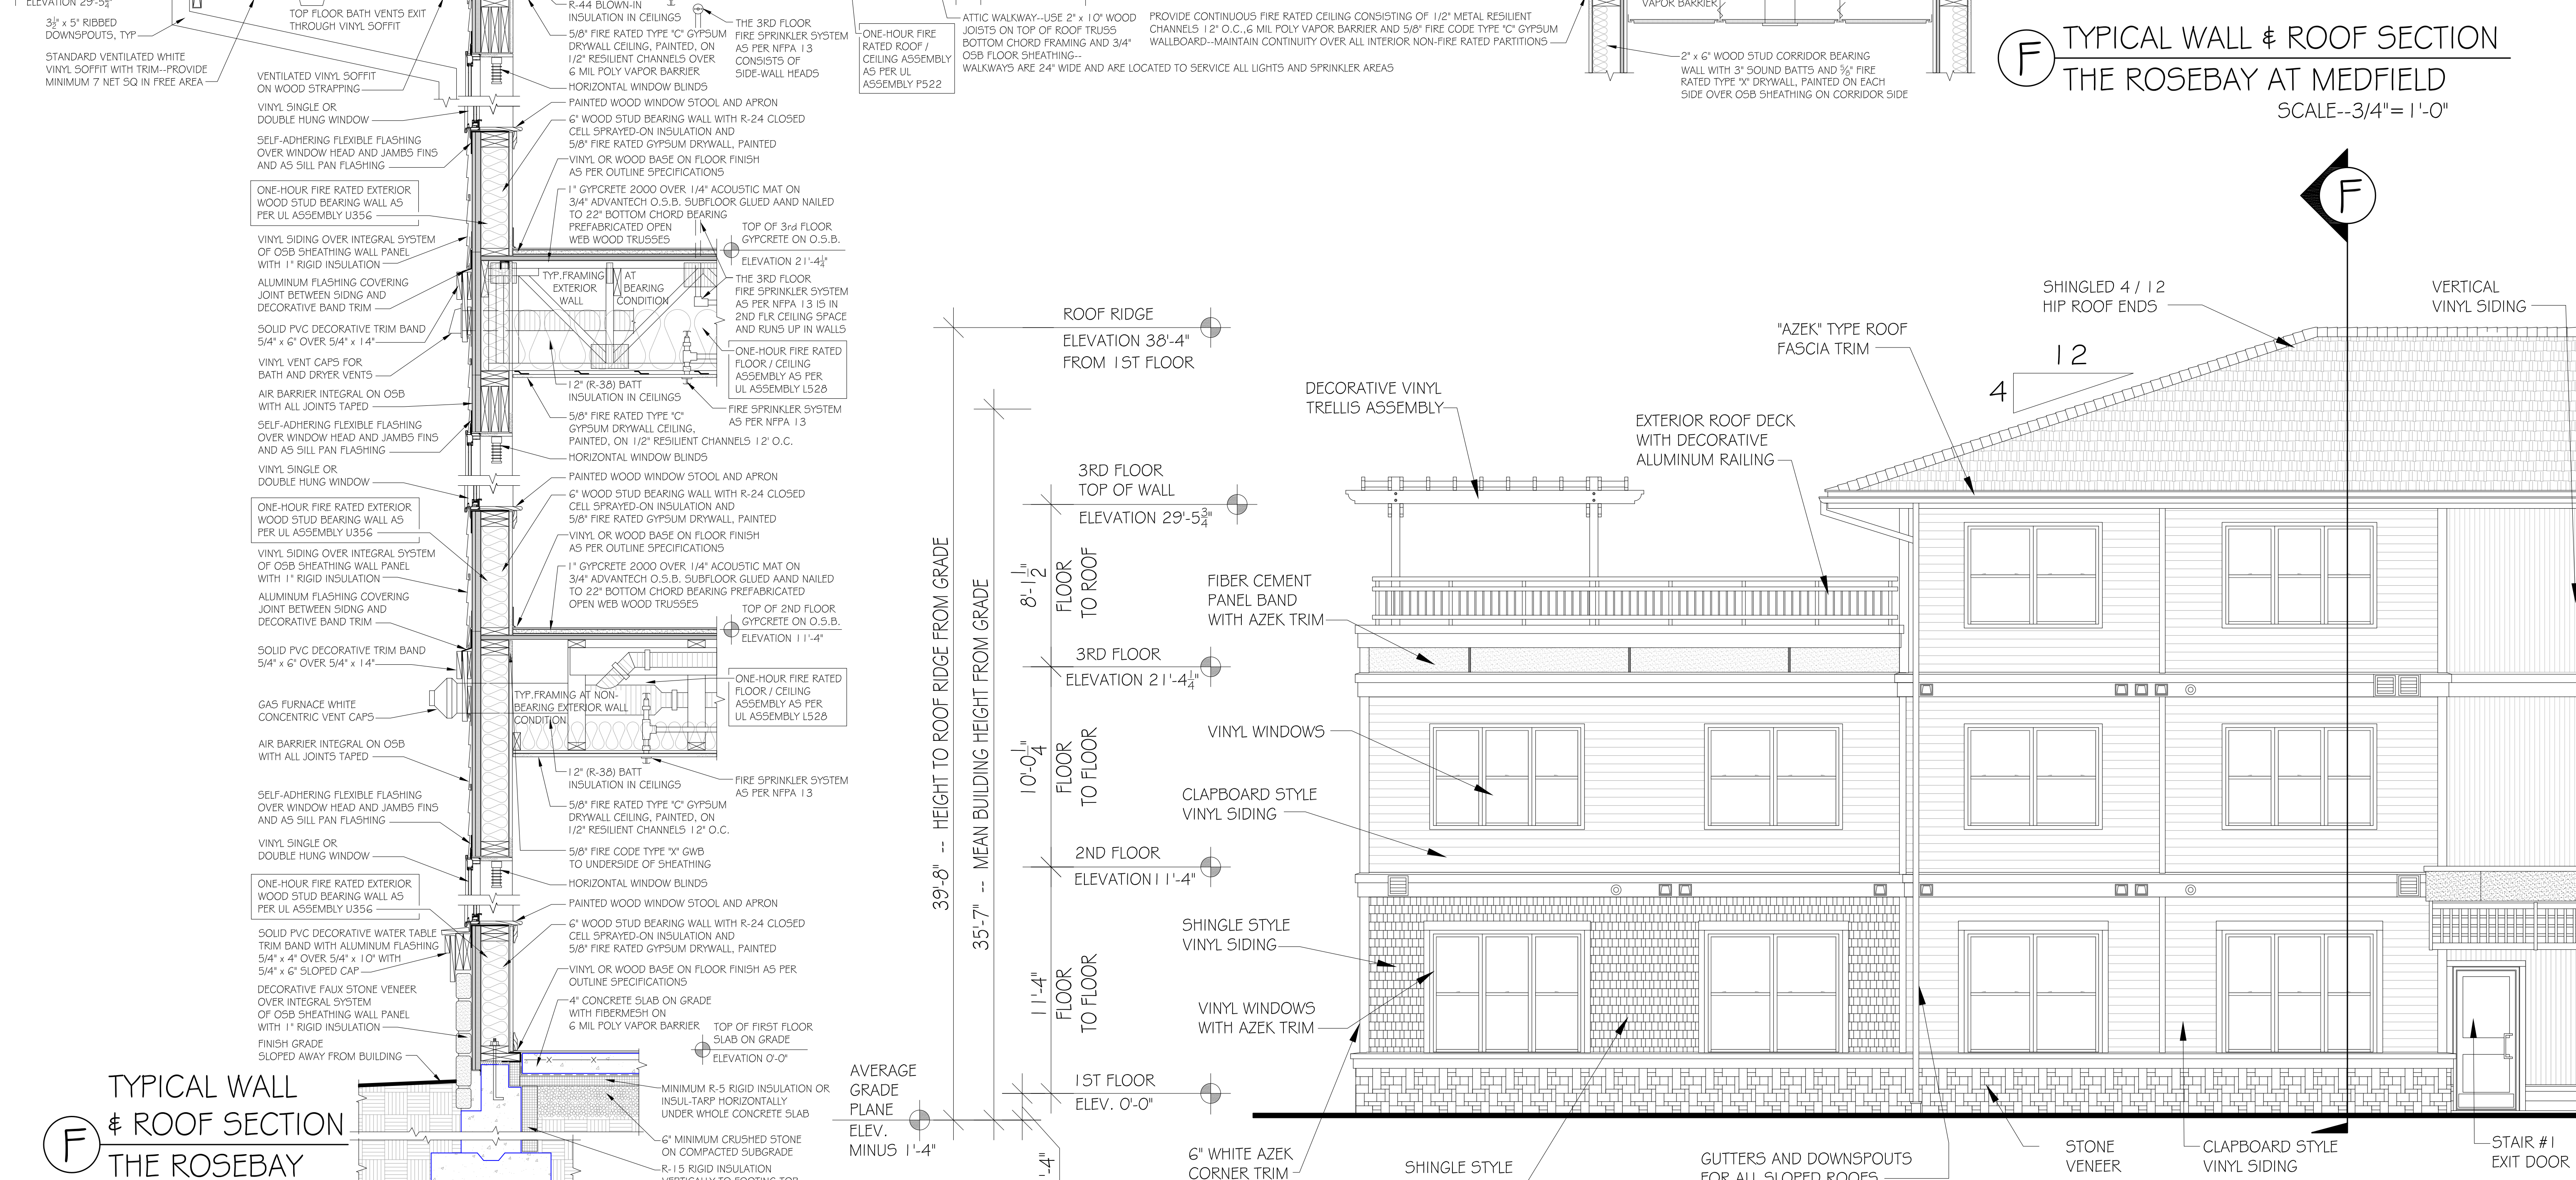 ELEVATION 29'-5¾"
3½" x 5" RIBBED
DOWNSPOUTS, TYP
STANDARD VENTILATED WHITE
VINYL SOFFIT WITH TRIM--PROVIDE
MINIMUM 7 NET SQ IN FREE AREA
TOP FLOOR BATH VENTS EXIT
THROUGH VINYL SOFFIT
VENTILATED VINYL SOFFIT
ON WOOD STRAPPING
VINYL SINGLE OR
DOUBLE HUNG WINDOW
SELF-ADHERING FLEXIBLE FLASHING
OVER WINDOW HEAD AND JAMBS FINS
AND AS SILL PAN FLASHING
ONE-HOUR FIRE RATED EXTERIOR
WOOD STUD BEARING WALL AS
PER UL ASSEMBLY U356
VINYL SIDING OVER INTEGRAL SYSTEM
OF OSB SHEATHING WALL PANEL
WITH 1" RIGID INSULATION
ALUMINUM FLASHING COVERING
JOINT BETWEEN SIDNG AND
DECORATIVE BAND TRIM
SOLID PVC DECORATIVE TRIM BAND
5/4" x 6" OVER 5/4" x 14"
VINYL VENT CAPS FOR
BATH AND DRYER VENTS
AIR BARRIER INTEGRAL ON OSB
WITH ALL JOINTS TAPED
SELF-ADHERING FLEXIBLE FLASHING
OVER WINDOW HEAD AND JAMBS FINS
AND AS SILL PAN FLASHING
VINYL SINGLE OR
DOUBLE HUNG WINDOW
ONE-HOUR FIRE RATED EXTERIOR
WOOD STUD BEARING WALL AS
PER UL ASSEMBLY U356
VINYL SIDING OVER INTEGRAL SYSTEM
OF OSB SHEATHING WALL PANEL
WITH 1" RIGID INSULATION
ALUMINUM FLASHING COVERING
JOINT BETWEEN SIDNG AND
DECORATIVE BAND TRIM
SOLID PVC DECORATIVE TRIM BAND
5/4" x 6" OVER 5/4" x 14"
GAS FURNACE WHITE
CONCENTRIC VENT CAPS
AIR BARRIER INTEGRAL ON OSB
WITH ALL JOINTS TAPED
SELF-ADHERING FLEXIBLE FLASHING
OVER WINDOW HEAD AND JAMBS FINS
AND AS SILL PAN FLASHING
VINYL SINGLE OR
DOUBLE HUNG WINDOW
ONE-HOUR FIRE RATED EXTERIOR
WOOD STUD BEARING WALL AS
PER UL ASSEMBLY U356
SOLID PVC DECORATIVE WATER TABLE
TRIM BAND WITH ALUMINUM FLASHING
5/4" x 4" OVER 5/4" x 10" WITH
5/4" x 6" SLOPED CAP
DECORATIVE FAUX STONE VENEER
OVER INTEGRAL SYSTEM
OF OSB SHEATHING WALL PANEL
WITH 1" RIGID INSULATION
FINISH GRADE
SLOPED AWAY FROM BUILDING
F
TYPICAL WALL
& ROOF SECTION
THE ROSEBAY
R-44 BLOWN-IN
INSULATION IN CEILINGS
5/8" FIRE RATED TYPE "C" GYPSUM
DRYWALL CEILING, PAINTED, ON
1/2" RESILIENT CHANNELS OVER
6 MIL POLY VAPOR BARRIER
HORIZONTAL WINDOW BLINDS
PAINTED WOOD WINDOW STOOL AND APRON
6" WOOD STUD BEARING WALL WITH R-24 CLOSED
CELL SPRAYED-ON INSULATION AND
5/8" FIRE RATED GYPSUM DRYWALL, PAINTED
VINYL OR WOOD BASE ON FLOOR FINISH
AS PER OUTLINE SPECIFICATIONS
1" GYPCRETE 2000 OVER 1/4" ACOUSTIC MAT ON
3/4" ADVANTECH O.S.B. SUBFLOOR GLUED AAND NAILED
TO 22" BOTTOM CHORD BEARING
PREFABRICATED OPEN
WEB WOOD TRUSSES
TOP OF 3rd FLOOR
GYPCRETE ON O.S.B.
ELEVATION 21'-4¼"
TYP.FRAMING AT
EXTERIOR BEARING
WALL CONDITION
THE 3RD FLOOR
FIRE SPRINKLER SYSTEM
AS PER NFPA 13 IS IN
2ND FLR CEILING SPACE
AND RUNS UP IN WALLS
ONE-HOUR FIRE RATED
FLOOR / CEILING
ASSEMBLY AS PER
UL ASSEMBLY L528
FIRE SPRINKLER SYSTEM
AS PER NFPA 13
12" (R-38) BATT
INSULATION IN CEILINGS
5/8" FIRE RATED TYPE "C"
GYPSUM DRYWALL CEILING,
PAINTED, ON 1/2" RESILIENT CHANNELS 12' O.C.
HORIZONTAL WINDOW BLINDS
PAINTED WOOD WINDOW STOOL AND APRON
6" WOOD STUD BEARING WALL WITH R-24 CLOSED
CELL SPRAYED-ON INSULATION AND
5/8" FIRE RATED GYPSUM DRYWALL, PAINTED
VINYL OR WOOD BASE ON FLOOR FINISH
AS PER OUTLINE SPECIFICATIONS
1" GYPCRETE 2000 OVER 1/4" ACOUSTIC MAT ON
3/4" ADVANTECH O.S.B. SUBFLOOR GLUED AAND NAILED
TO 22" BOTTOM CHORD BEARING PREFABRICATED
OPEN WEB WOOD TRUSSES
TOP OF 2ND FLOOR
GYPCRETE ON O.S.B.
ELEVATION 11'-4"
TYP.FRAMING AT NON-
BEARING EXTERIOR WALL
CONDITION
ONE-HOUR FIRE RATED
FLOOR / CEILING
ASSEMBLY AS PER
UL ASSEMBLY L528
12" (R-38) BATT
INSULATION IN CEILINGS
FIRE SPRINKLER SYSTEM
AS PER NFPA 13
5/8" FIRE RATED TYPE "C" GYPSUM
DRYWALL CEILING, PAINTED, ON
1/2" RESILIENT CHANNELS 12" O.C.
5/8" FIRE CODE TYPE "X" GWB
TO UNDERSIDE OF SHEATHING
HORIZONTAL WINDOW BLINDS
PAINTED WOOD WINDOW STOOL AND APRON
6" WOOD STUD BEARING WALL WITH R-24 CLOSED
CELL SPRAYED-ON INSULATION AND
5/8" FIRE RATED GYPSUM DRYWALL, PAINTED
VINYL OR WOOD BASE ON FLOOR FINISH AS PER
OUTLINE SPECIFICATIONS
4" CONCRETE SLAB ON GRADE
WITH FIBERMESH ON
6 MIL POLY VAPOR BARRIER
TOP OF FIRST FLOOR
SLAB ON GRADE
ELEVATION 0'-0"
X X
MINIMUM R-5 RIGID INSULATION OR
INSUL-TARP HORIZONTALLY
UNDER WHOLE CONCRETE SLAB
6" MINIMUM CRUSHED STONE
ON COMPACTED SUBGRADE
R-15 RIGID INSULATION
VERTICALLY TO FOOTING TOP
THE 3RD FLOOR
FIRE SPRINKLER SYSTEM
AS PER NFPA 13
CONSISTS OF
SIDE-WALL HEADS
ONE-HOUR FIRE
RATED ROOF /
CEILING ASSEMBLY
AS PER UL
ASSEMBLY P522
ATTIC WALKWAY--USE 2" x 10" WOOD
JOISTS ON TOP OF ROOF TRUSS
BOTTOM CHORD FRAMING AND 3/4"
OSB FLOOR SHEATHING--
WALKWAYS ARE 24" WIDE AND ARE LOCATED TO SERVICE ALL LIGHTS AND SPRINKLER AREAS
PROVIDE CONTINUOUS FIRE RATED CEILING CONSISTING OF 1/2" METAL RESILIENT
CHANNELS 12" O.C.,6 MIL POLY VAPOR BARRIER AND 5/8" FIRE CODE TYPE "C" GYPSUM
WALLBOARD--MAINTAIN CONTINUITY OVER ALL INTERIOR NON-FIRE RATED PARTITIONS
VAPOR BARRIER
2" x 6" WOOD STUD CORRIDOR BEARING
WALL WITH 3" SOUND BATTS AND ⅝" FIRE
RATED TYPE "X" DRYWALL, PAINTED ON EACH
SIDE OVER OSB SHEATHING ON CORRIDOR SIDE
F
TYPICAL WALL & ROOF SECTION
THE ROSEBAY AT MEDFIELD
SCALE--3/4"=1'-0"
F
ROOF RIDGE
ELEVATION 38'-4"
FROM 1ST FLOOR
3RD FLOOR
TOP OF WALL
ELEVATION 29'-5¾"
8'-1½"
FLOOR
TO ROOF
3RD FLOOR
ELEVATION 21'-4¼"
10'-0¼"
FLOOR
TO FLOOR
2ND FLOOR
ELEVATION11'-4"
11'-4"
FLOOR
TO FLOOR
1ST FLOOR
ELEV. 0'-0"
39'-8" -- HEIGHT TO ROOF RIDGE FROM GRADE
35'-7" -- MEAN BUILDING HEIGHT FROM GRADE
AVERAGE
GRADE
PLANE
ELEV.
MINUS 1'-4"
'-4"
DECORATIVE VINYL
TRELLIS ASSEMBLY
"AZEK" TYPE ROOF
FASCIA TRIM
SHINGLED 4 / 12
HIP ROOF ENDS
12
4
VERTICAL
VINYL SIDING
EXTERIOR ROOF DECK
WITH DECORATIVE
ALUMINUM RAILING
FIBER CEMENT
PANEL BAND
WITH AZEK TRIM
VINYL WINDOWS
CLAPBOARD STYLE
VINYL SIDING
SHINGLE STYLE
VINYL SIDING
VINYL WINDOWS
WITH AZEK TRIM
6" WHITE AZEK
CORNER TRIM
SHINGLE STYLE
GUTTERS AND DOWNSPOUTS
FOR ALL SLOPED ROOFS
STONE
VENEER
CLAPBOARD STYLE
VINYL SIDING
STAIR #1
EXIT DOOR